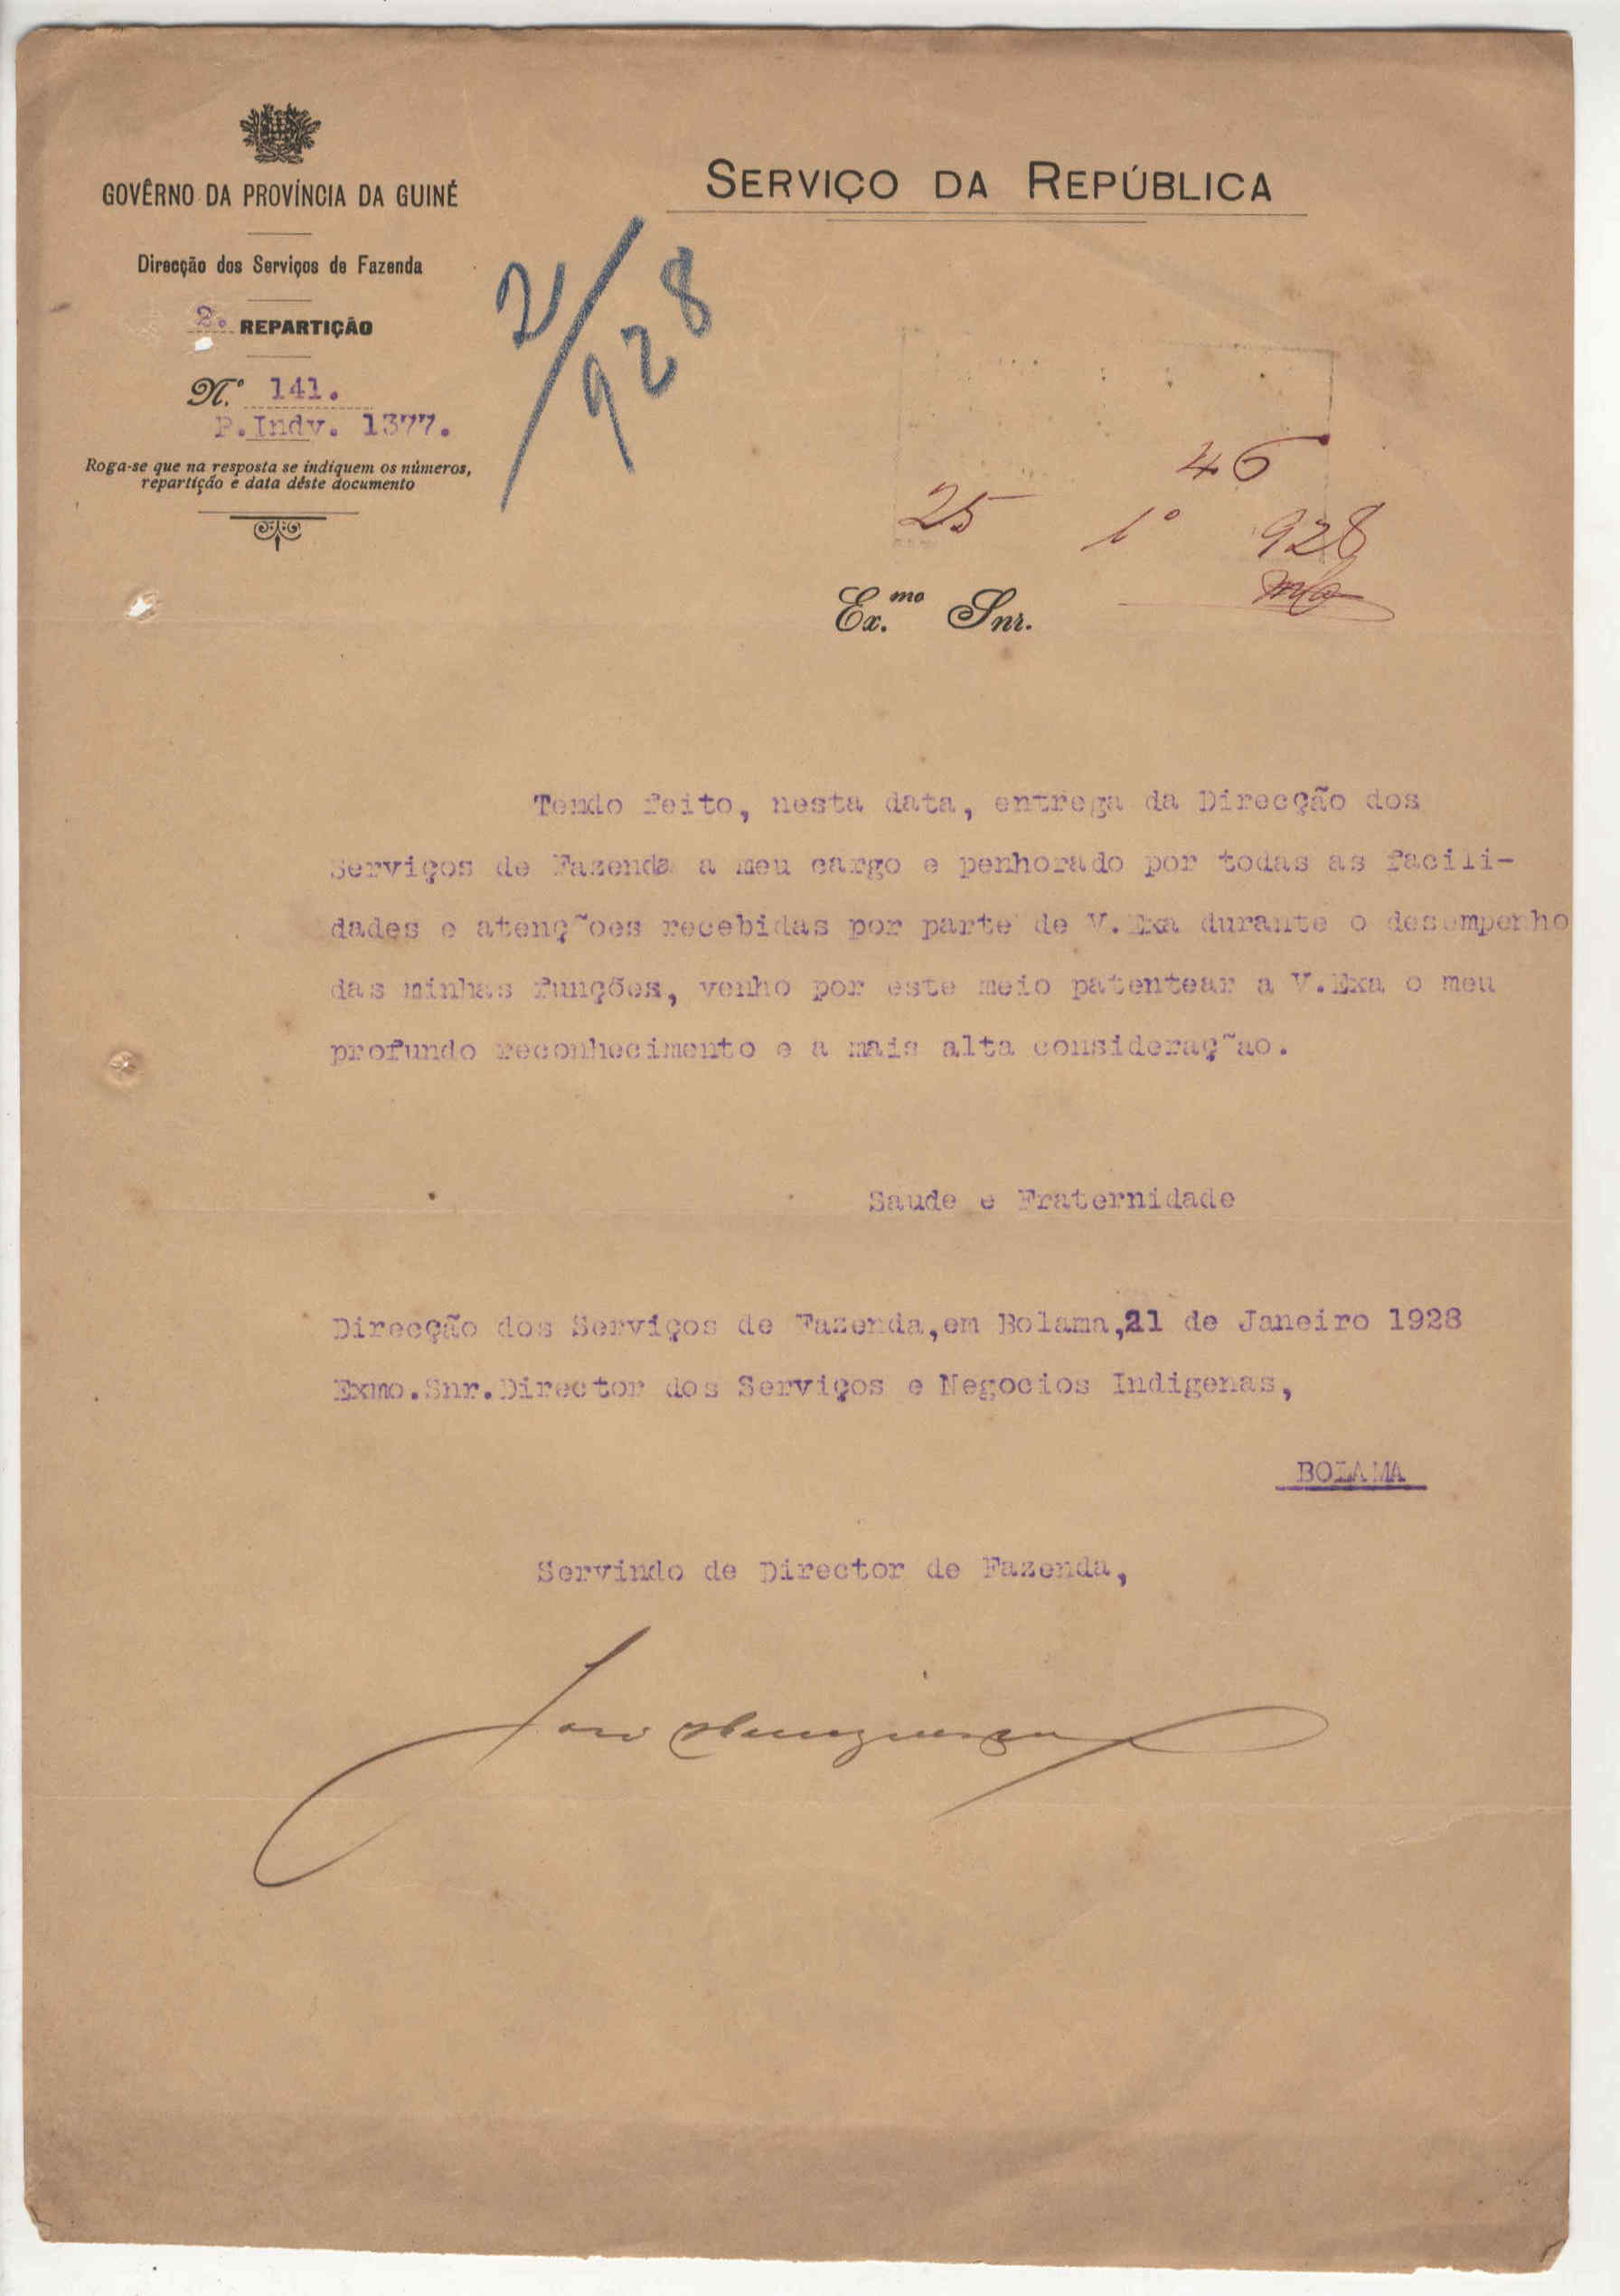 GOVÊRNO DA PROVÍNCIA DA GUINÉ
Direcção dos Serviços de Fazenda
2ª. REPARTIÇÃO
N.º 141.
P.Indv. 1377.
Roga-se que na resposta se indiquem os números,
repartição e data dêste documento
SERVIÇO DA REPÚBLICA
2/928
46
25 1º 928
Ex.mo Snr.
Tendo feito, nesta data, entrega da Direcção dos
Serviços de Fazenda a meu cargo e penhorado por todas as facili-
dades e atenç~oes recebidas por parte de V.Exa durante o desempenho
das minhas funções, venho por este meio patentear a V.Exa o meu
profundo reconhecimento e a mais alta consideraç~ao.
Saude e Fraternidade
Direcção dos Serviços de Fazenda,em Bolama,21 de Janeiro 1928
Exmo.Snr.Director dos Serviços e Negocios Indigenas,
BOLAMA
Servindo de Director de Fazenda,